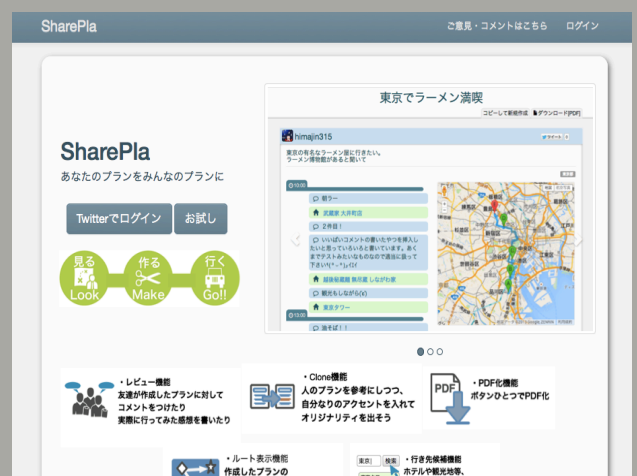 SharePla
ご意見・コメントはこちら ログイン
SharePla
あなたのプランをみんなのプランに
Twitterでログイン お試し
見る 作る 行く
Look Make Go!!
東京でラーメン満喫
コピーして新規作成 ダウンロード[PDF]
himajin315
ツイート
東京の有名なラーメン屋に行きたい。
ラーメン博物館があると聞いて
10:00
朝ラー
武蔵家 大井町店
2件目!
観光もしながら(x)
東京タワー
13:00
油そば!!
・レビュー機能
友達が作成したプランに対して
コメントをつけたり
実際に行ってみた感想を書いたり
・Clone機能
人のプランを参考にしつつ、
自分なりのアクセントを入れて
オリジナリティを出そう
PDF
・PDF化機能
ボタンひとつでPDF化
・ルート表示機能
作成したプランの
東京| 検索
・行き先候補機能
ホテルや観光地等、